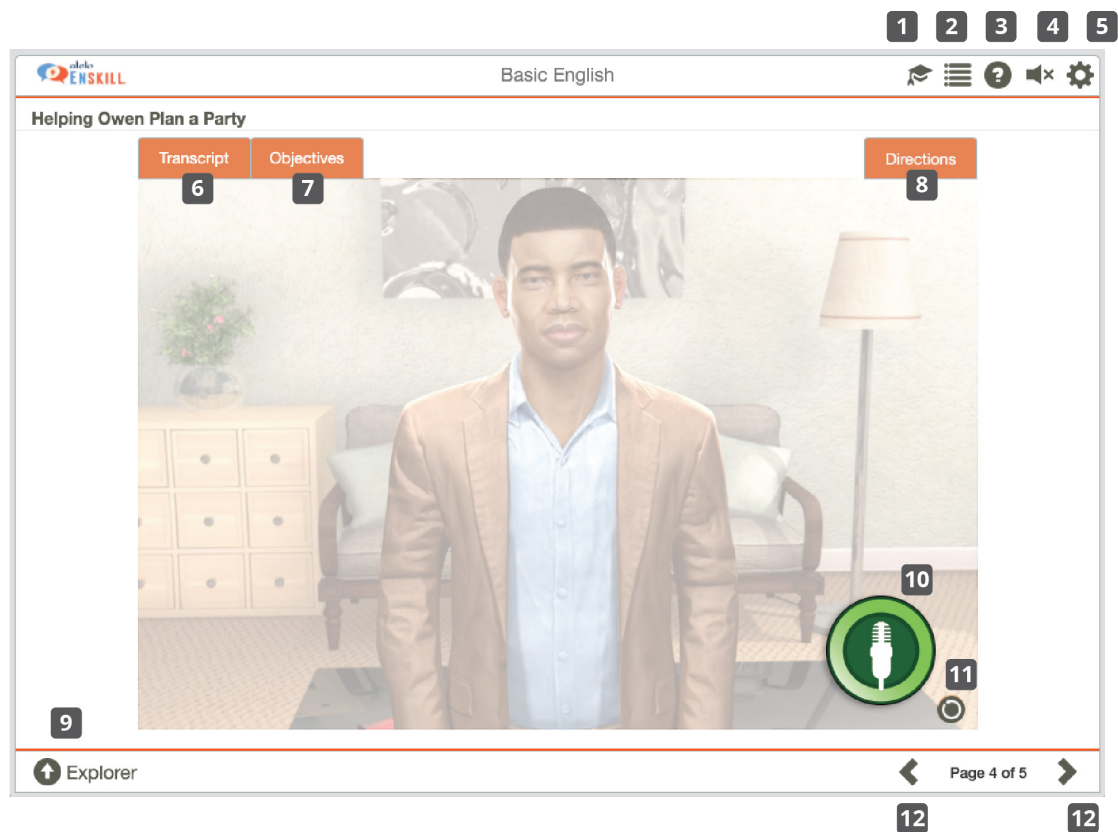 1 2 3 4 5
alelo ENSKILL Basic English ?
Helping Owen Plan a Party
Transcript Objectives Directions
6 7 8
10
11
9
Explorer Page 4 of 5
12 12